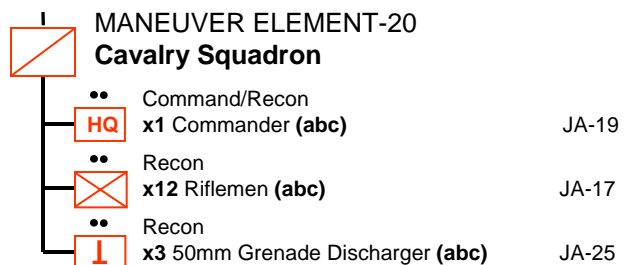 MANEUVER ELEMENT-20
Cavalry Squadron
Command/Recon
HQ x1 Commander (abc) JA-19
Recon
x12 Riflemen (abc) JA-17
Recon
x3 50mm Grenade Discharger (abc) JA-25